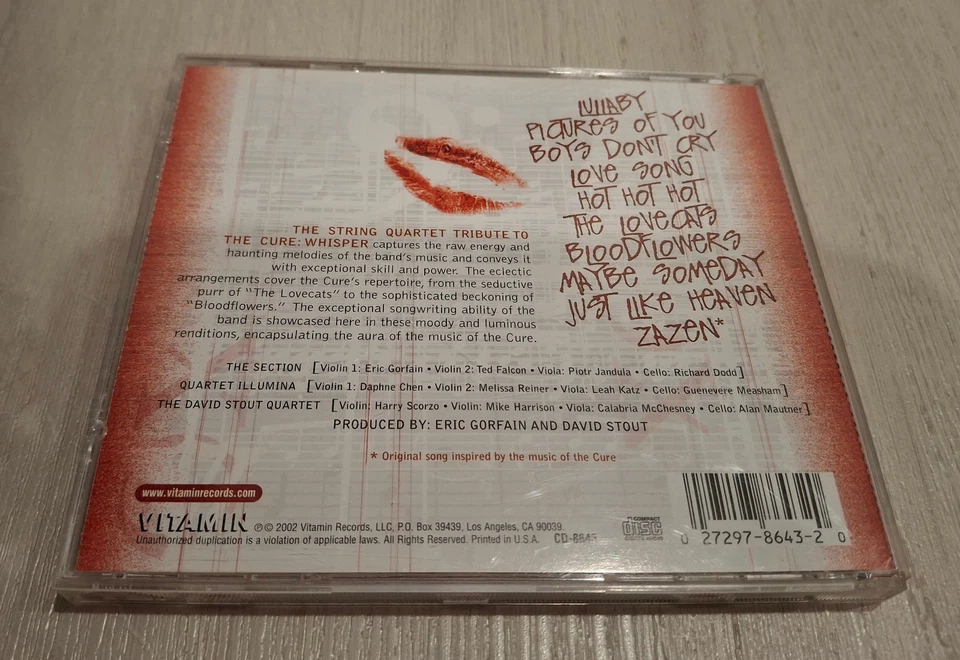 LULLABY
PICTURES OF YOU
BOYS DON'T CRY
LOVE SONG
HOT HOT HOT
THE LOVECATS
BLOODFLOWERS
MAYBE SOMEDAY
JUST LIKE HEAVEN
ZAZEN*
THE STRING QUARTET TRIBUTE TO
THE CURE: WHISPER captures the raw energy and
haunting melodies of the band's music and conveys it
with exceptional skill and power. The eclectic
arrangements cover the Cure's repertoire, from the seductive
purr of "The Lovecats" to the sophisticated beckoning of
"Bloodflowers." The exceptional songwriting ability of the
band is showcased here in these moody and luminous
renditions, encapsulating the aura of the music of the Cure.
THE SECTION [Violin 1: Eric Gorfain • Violin 2: Ted Falcon • Viola: Piotr Jandula • Cello: Richard Dodd]
QUARTET ILLUMINA [Violin 1: Daphne Chen • Violin 2: Melissa Reiner • Viola: Leah Katz • Cello: Guenevere Measham]
THE DAVID STOUT QUARTET [Violin: Harry Scorzo • Violin: Mike Harrison • Viola: Calabria McChesney • Cello: Alan Mautner]
PRODUCED BY: ERIC GORFAIN AND DAVID STOUT
* Original song inspired by the music of the Cure
www.vitaminrecords.com
VITAMIN ℗© 2002 Vitamin Records, LLC, P.O. Box 39439, Los Angeles, CA 90039.
Unauthorized duplication is a violation of applicable laws. All Rights Reserved. Printed in U.S.A. CD-8643
COMPACT
DISC
DIGITAL AUDIO
0 27297-8643-2 0